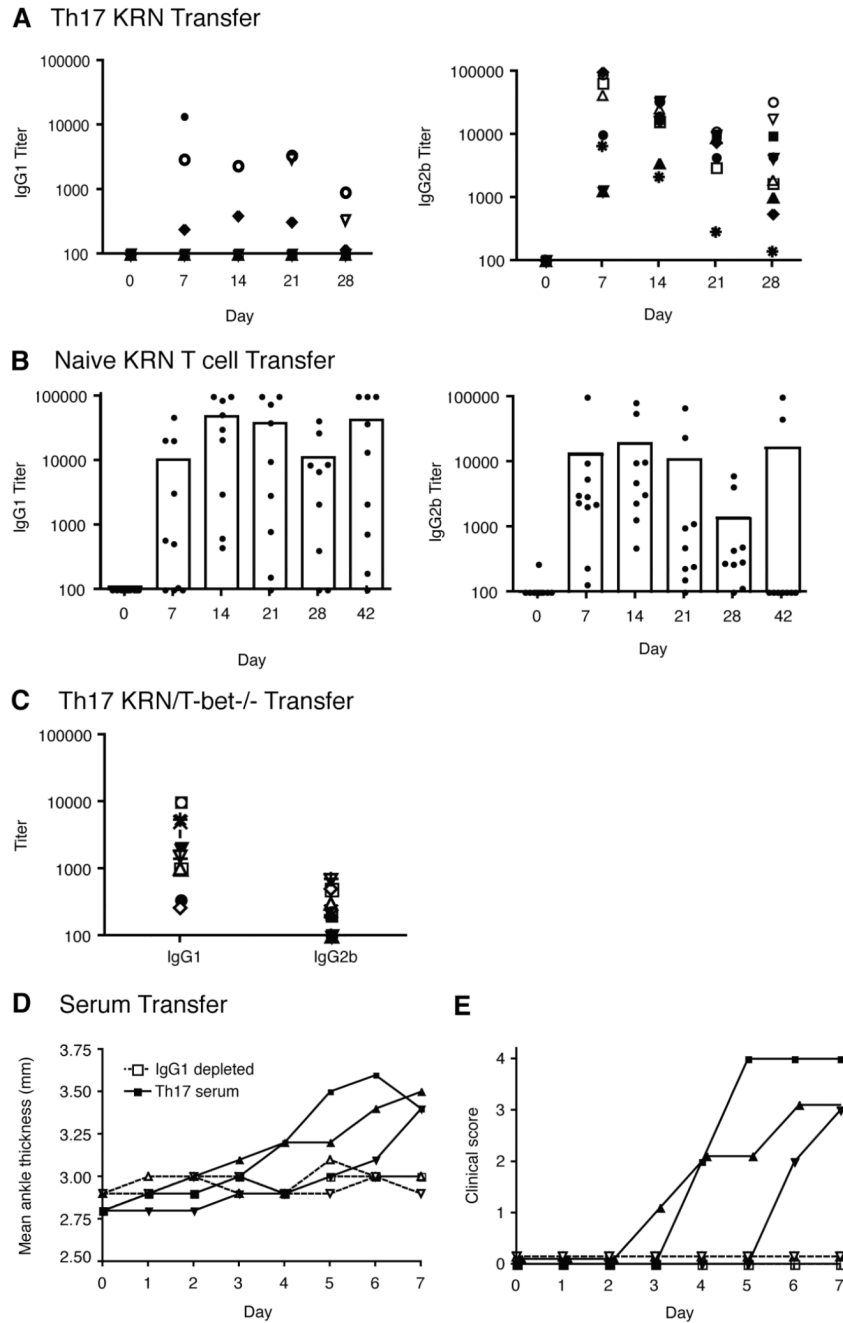 A Th17 KRN Transfer
IgG1 Titer
100000
10000
1000
100
0 7 14 21 28
Day
IgG2b Titer
100000
10000
1000
100
0 7 14 21 28
Day
B Naive KRN T cell Transfer
IgG1 Titer
100000
10000
1000
100
0 7 14 21 28 42
Day
IgG2b Titer
100000
10000
1000
100
0 7 14 21 28 42
Day
C Th17 KRN/T-bet-/- Transfer
Titer
100000
10000
1000
100
IgG1 IgG2b
D Serum Transfer
Mean ankle thickness (mm)
3.75
3.50
3.25
3.00
2.75
2.50
IgG1 depleted
Th17 serum
0 1 2 3 4 5 6 7
Day
E
Clinical score
4
3
2
1
0
0 1 2 3 4 5 6 7
Day